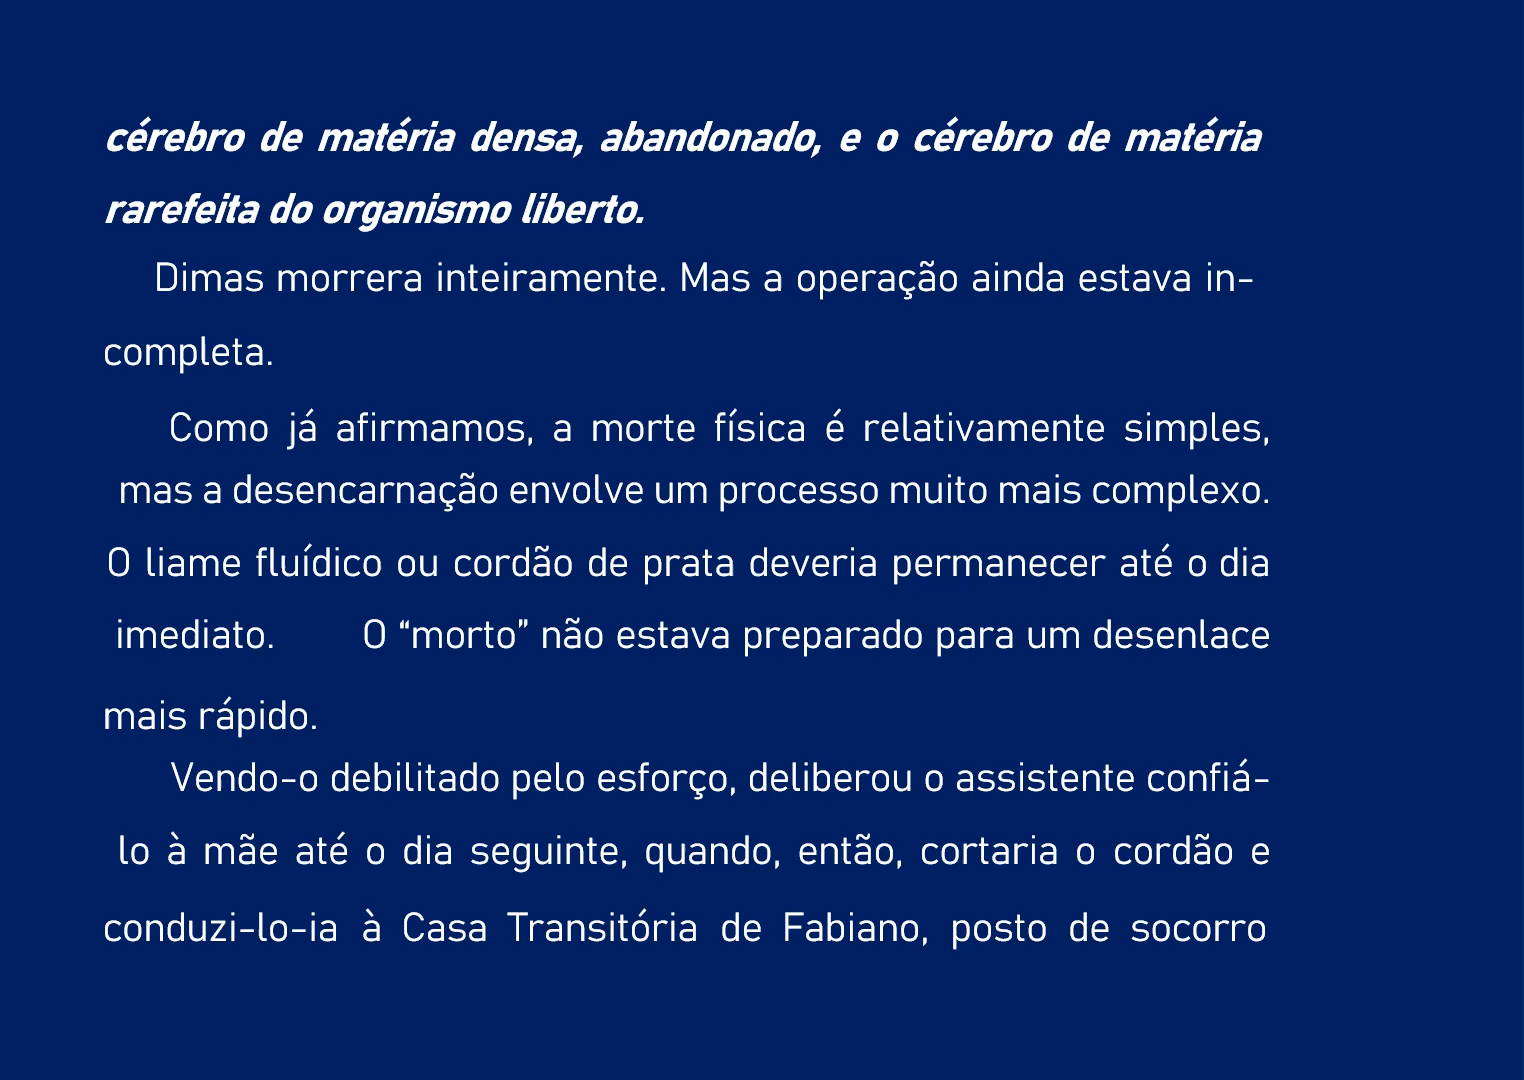 cérebro de matéria densa, abandonado, e o cérebro de matéria
rarefeita do organismo liberto.
Dimas morrera inteiramente. Mas a operação ainda estava in-
completa.
Como já afirmamos, a morte física é relativamente simples,
mas a desencarnação envolve um processo muito mais complexo.
O liame fluídico ou cordão de prata deveria permanecer até o dia
imediato. O “morto” não estava preparado para um desenlace
mais rápido.
Vendo-o debilitado pelo esforço, deliberou o assistente confiá-
lo à mãe até o dia seguinte, quando, então, cortaria o cordão e
conduzi-lo-ia à Casa Transitória de Fabiano, posto de socorro